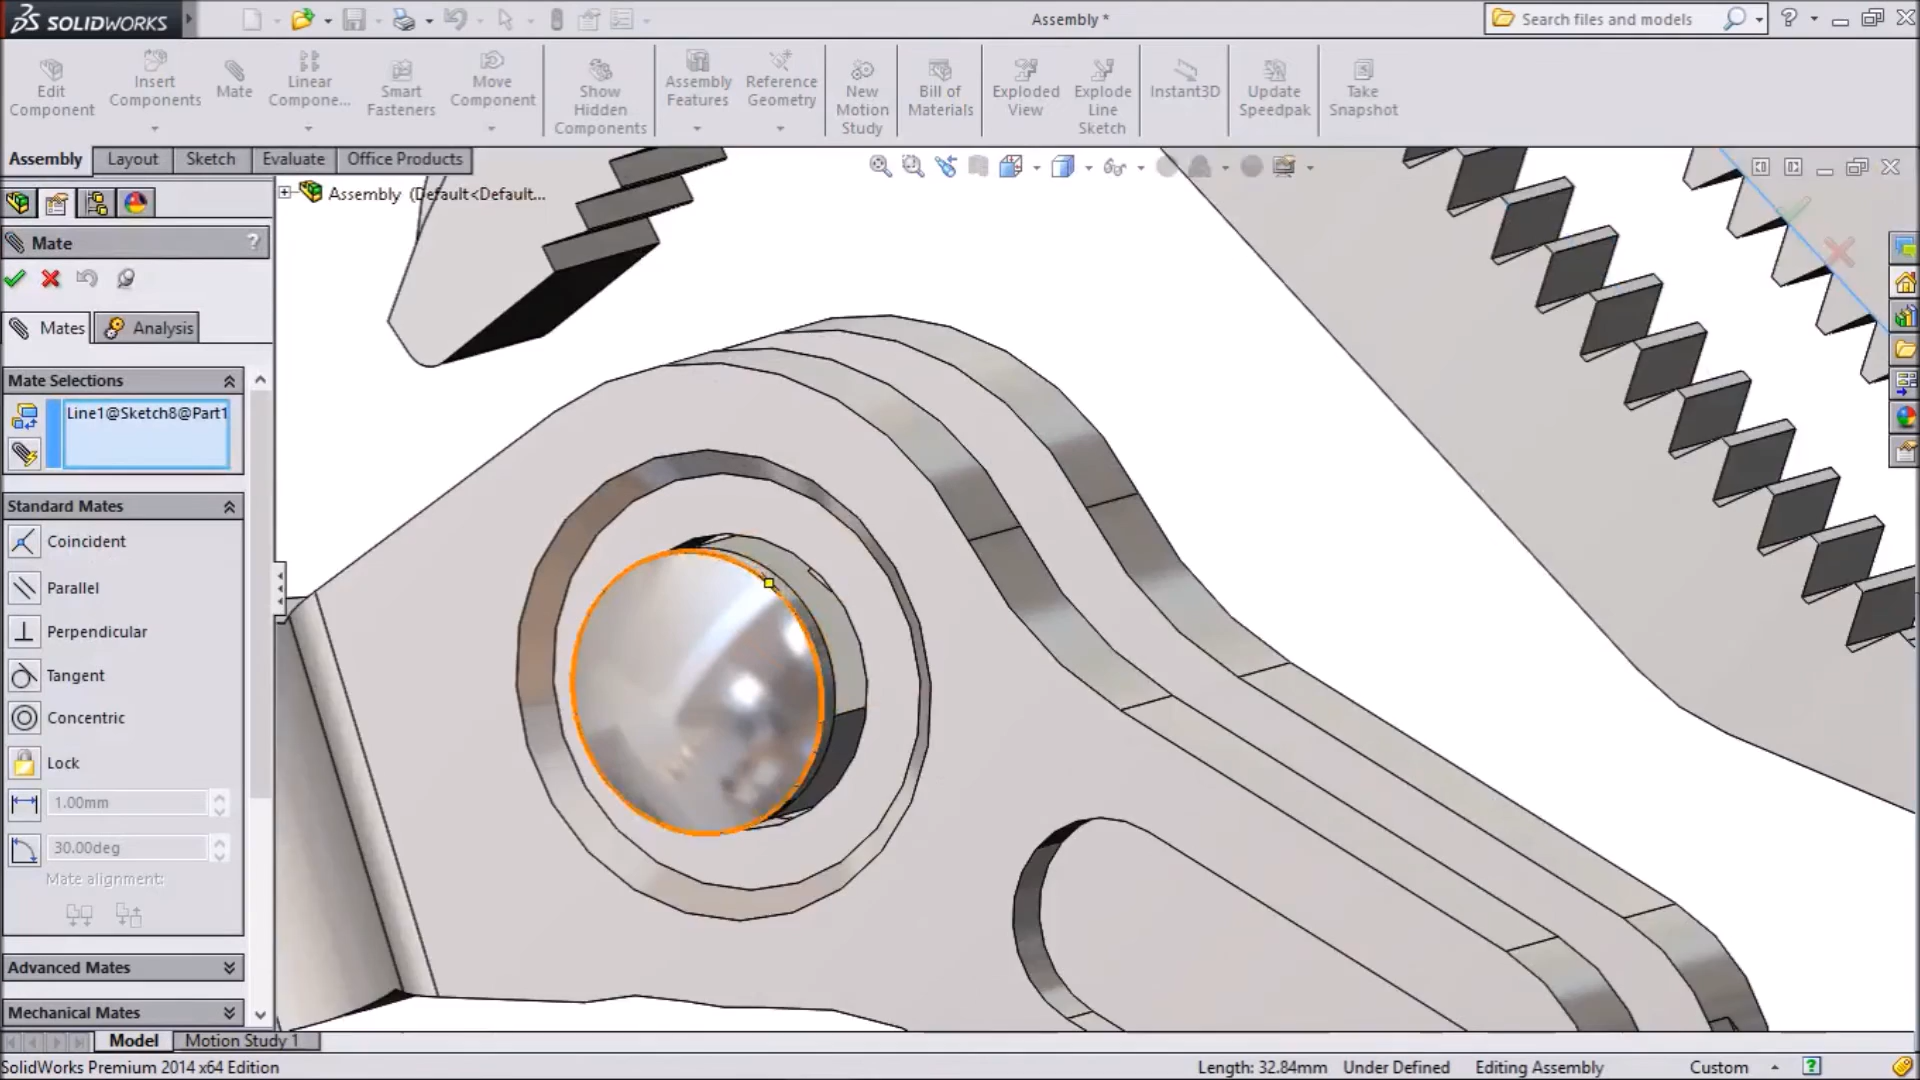 SOLIDWORKS
Assembly *
Search files and models
Edit Component
Insert Components
Mate
Linear Compone...
Smart Fasteners
Move Component
Show Hidden Components
Assembly Features
Reference Geometry
New Motion Study
Bill of Materials
Exploded View
Explode Line Sketch
Instant3D
Update Speedpak
Take Snapshot
Assembly
Layout
Sketch
Evaluate
Office Products
Assembly (Default<Default...
Mate
?
Mates
Analysis
Mate Selections
Line1@Sketch8@Part1
Standard Mates
Coincident
Parallel
Perpendicular
Tangent
Concentric
Lock
1.00mm
30.00deg
Mate alignment:
Advanced Mates
Mechanical Mates
Model
Motion Study 1
SolidWorks Premium 2014 x64 Edition
Length: 32.84mm
Under Defined
Editing Assembly
Custom